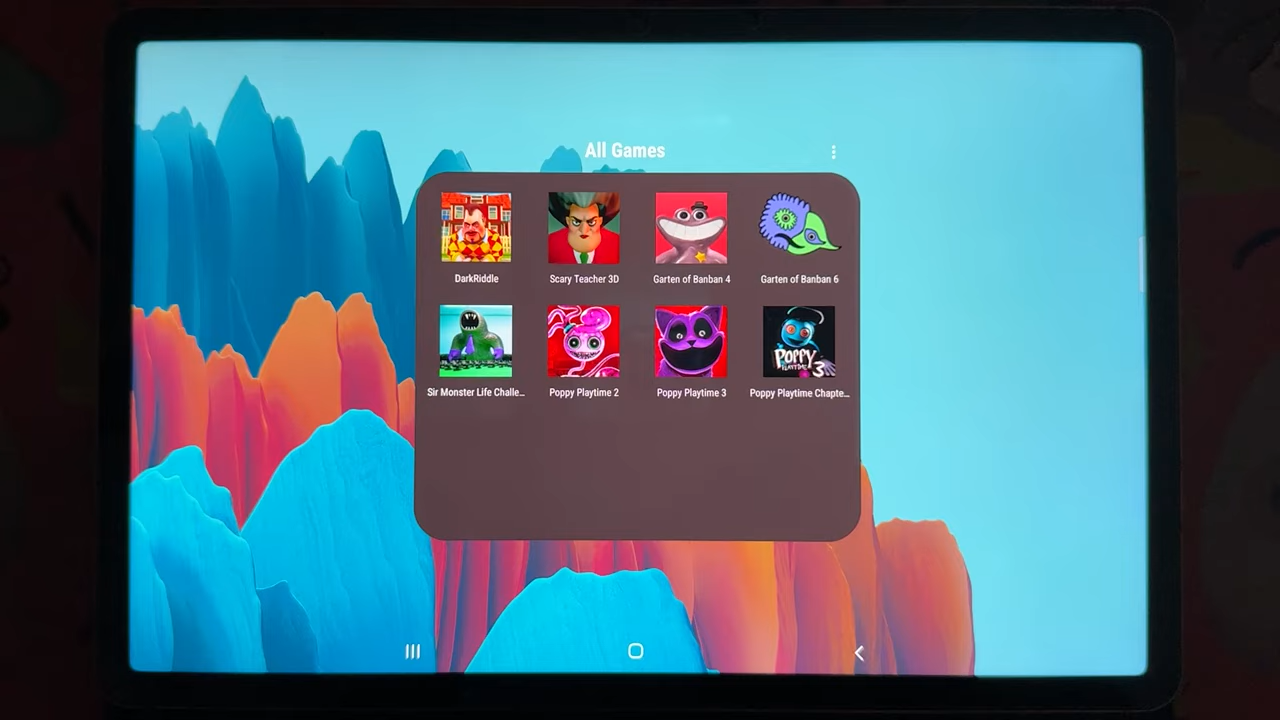 All Games
DarkRiddle
Scary Teacher 3D
Garten of Banban 4
Garten of Banban 6
POPPY
PLAYTIME
3
Sir Monster Life Challe...
Poppy Playtime 2
Poppy Playtime 3
Poppy Playtime Chapte...